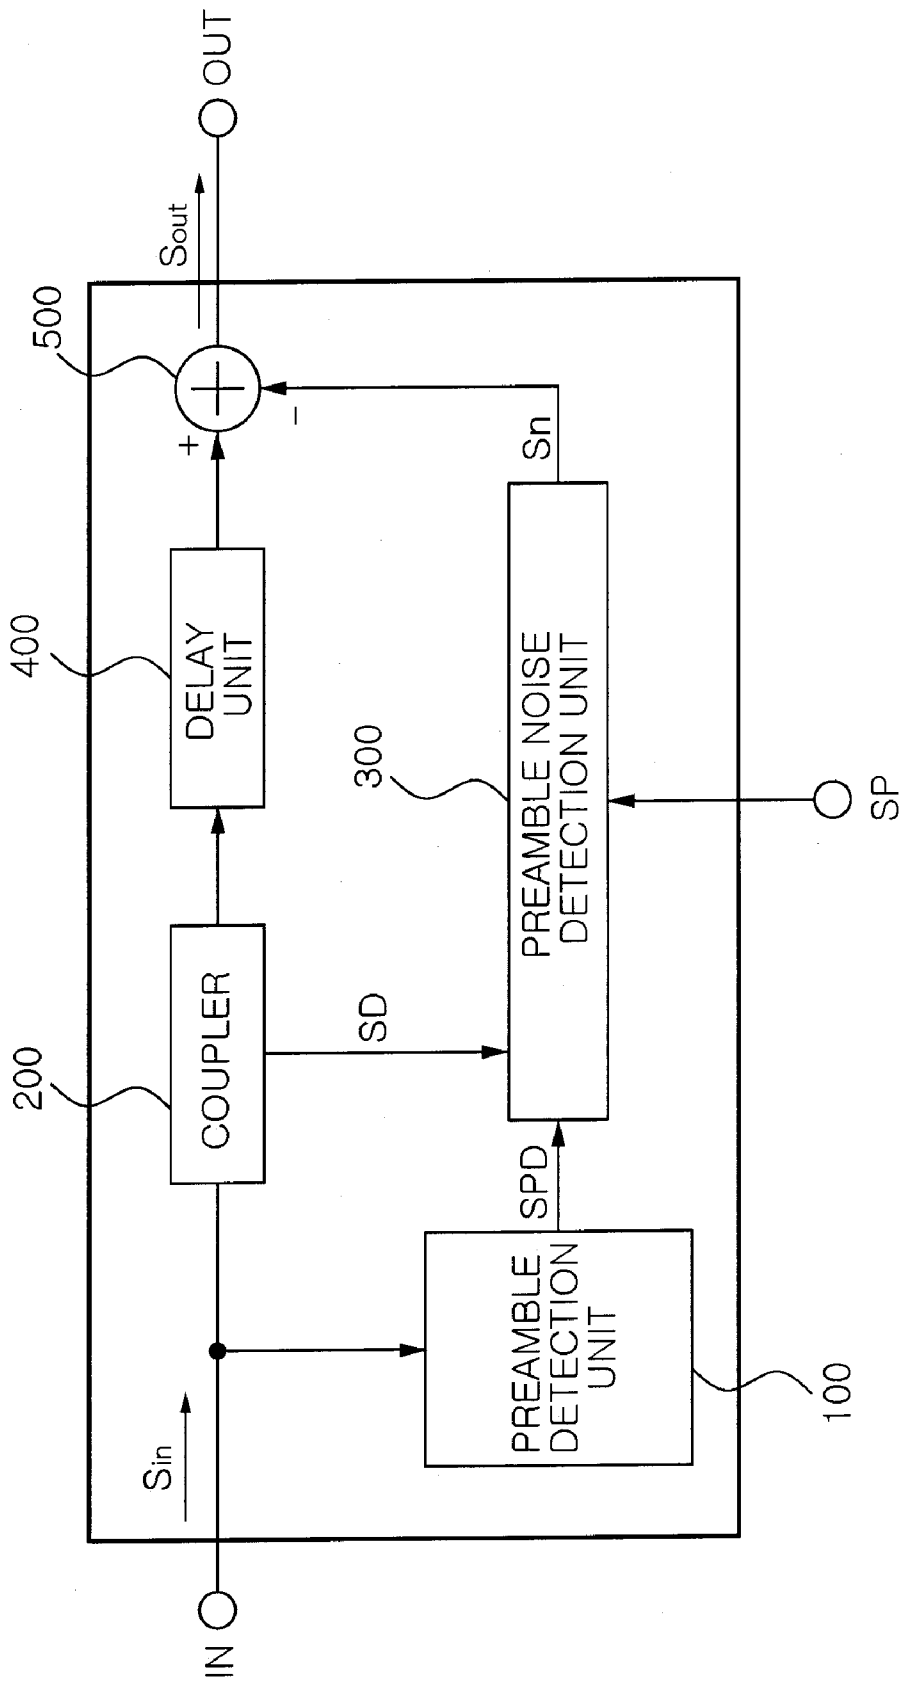 200
400
500
Sin
COUPLER
DELAY
UNIT
+
Sout
IN
OUT
SD
300
−
PREAMBLE
DETECTION
UNIT
SPD
PREAMBLE NOISE
DETECTION UNIT
Sn
100
SP